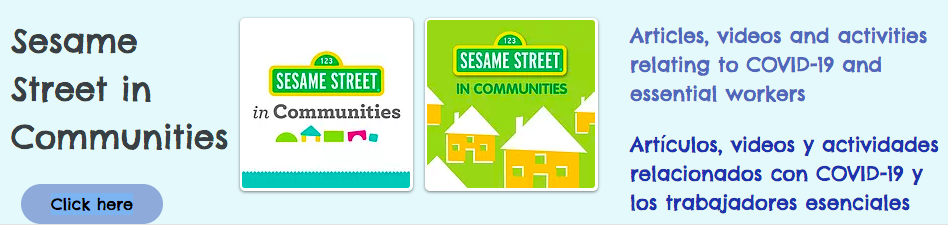 Sesame
Street in
Communities
Click here
123
SESAME STREET
in Communities
123
SESAME STREET
IN COMMUNITIES
Articles, videos and activities
relating to COVID-19 and
essential workers
Artículos, videos y actividades
relacionados con COVID-19 y
los trabajadores esenciales